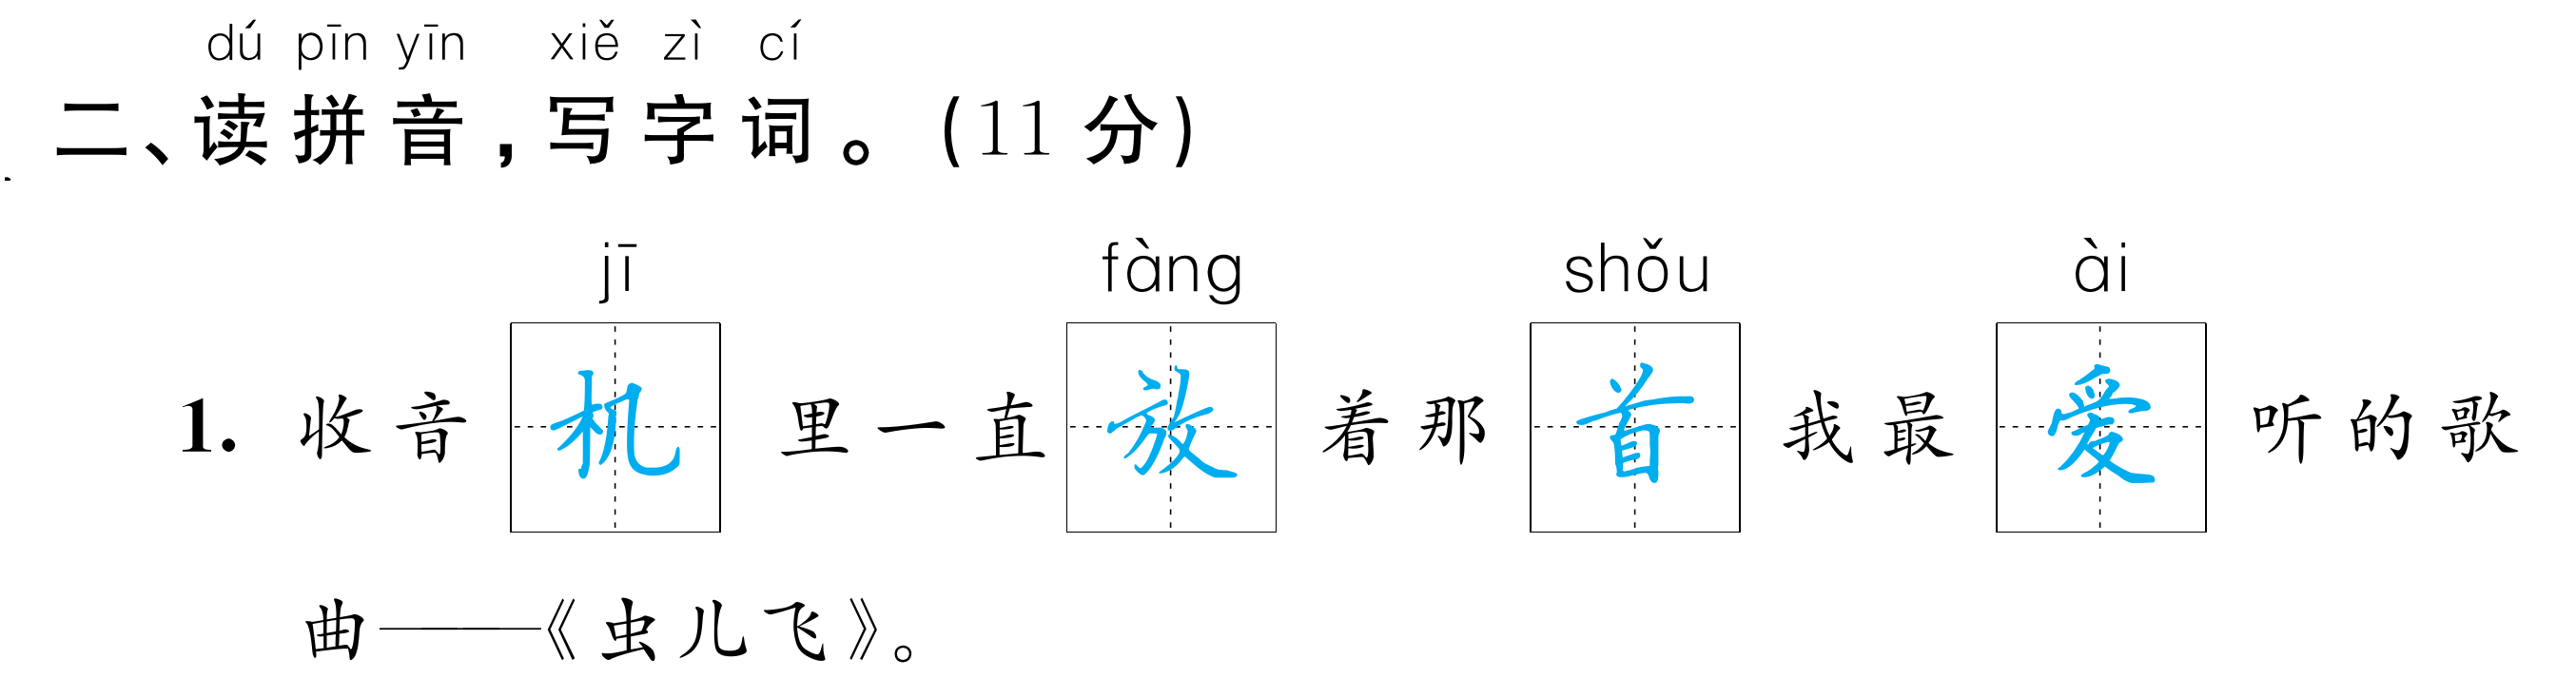 dú pīn yīn xiě zì cí
二、读拼音，写字词。(11 分)
jī fàng shǒu ài
1. 收音机里一直放着那首我最爱听的歌
曲——《虫儿飞》。